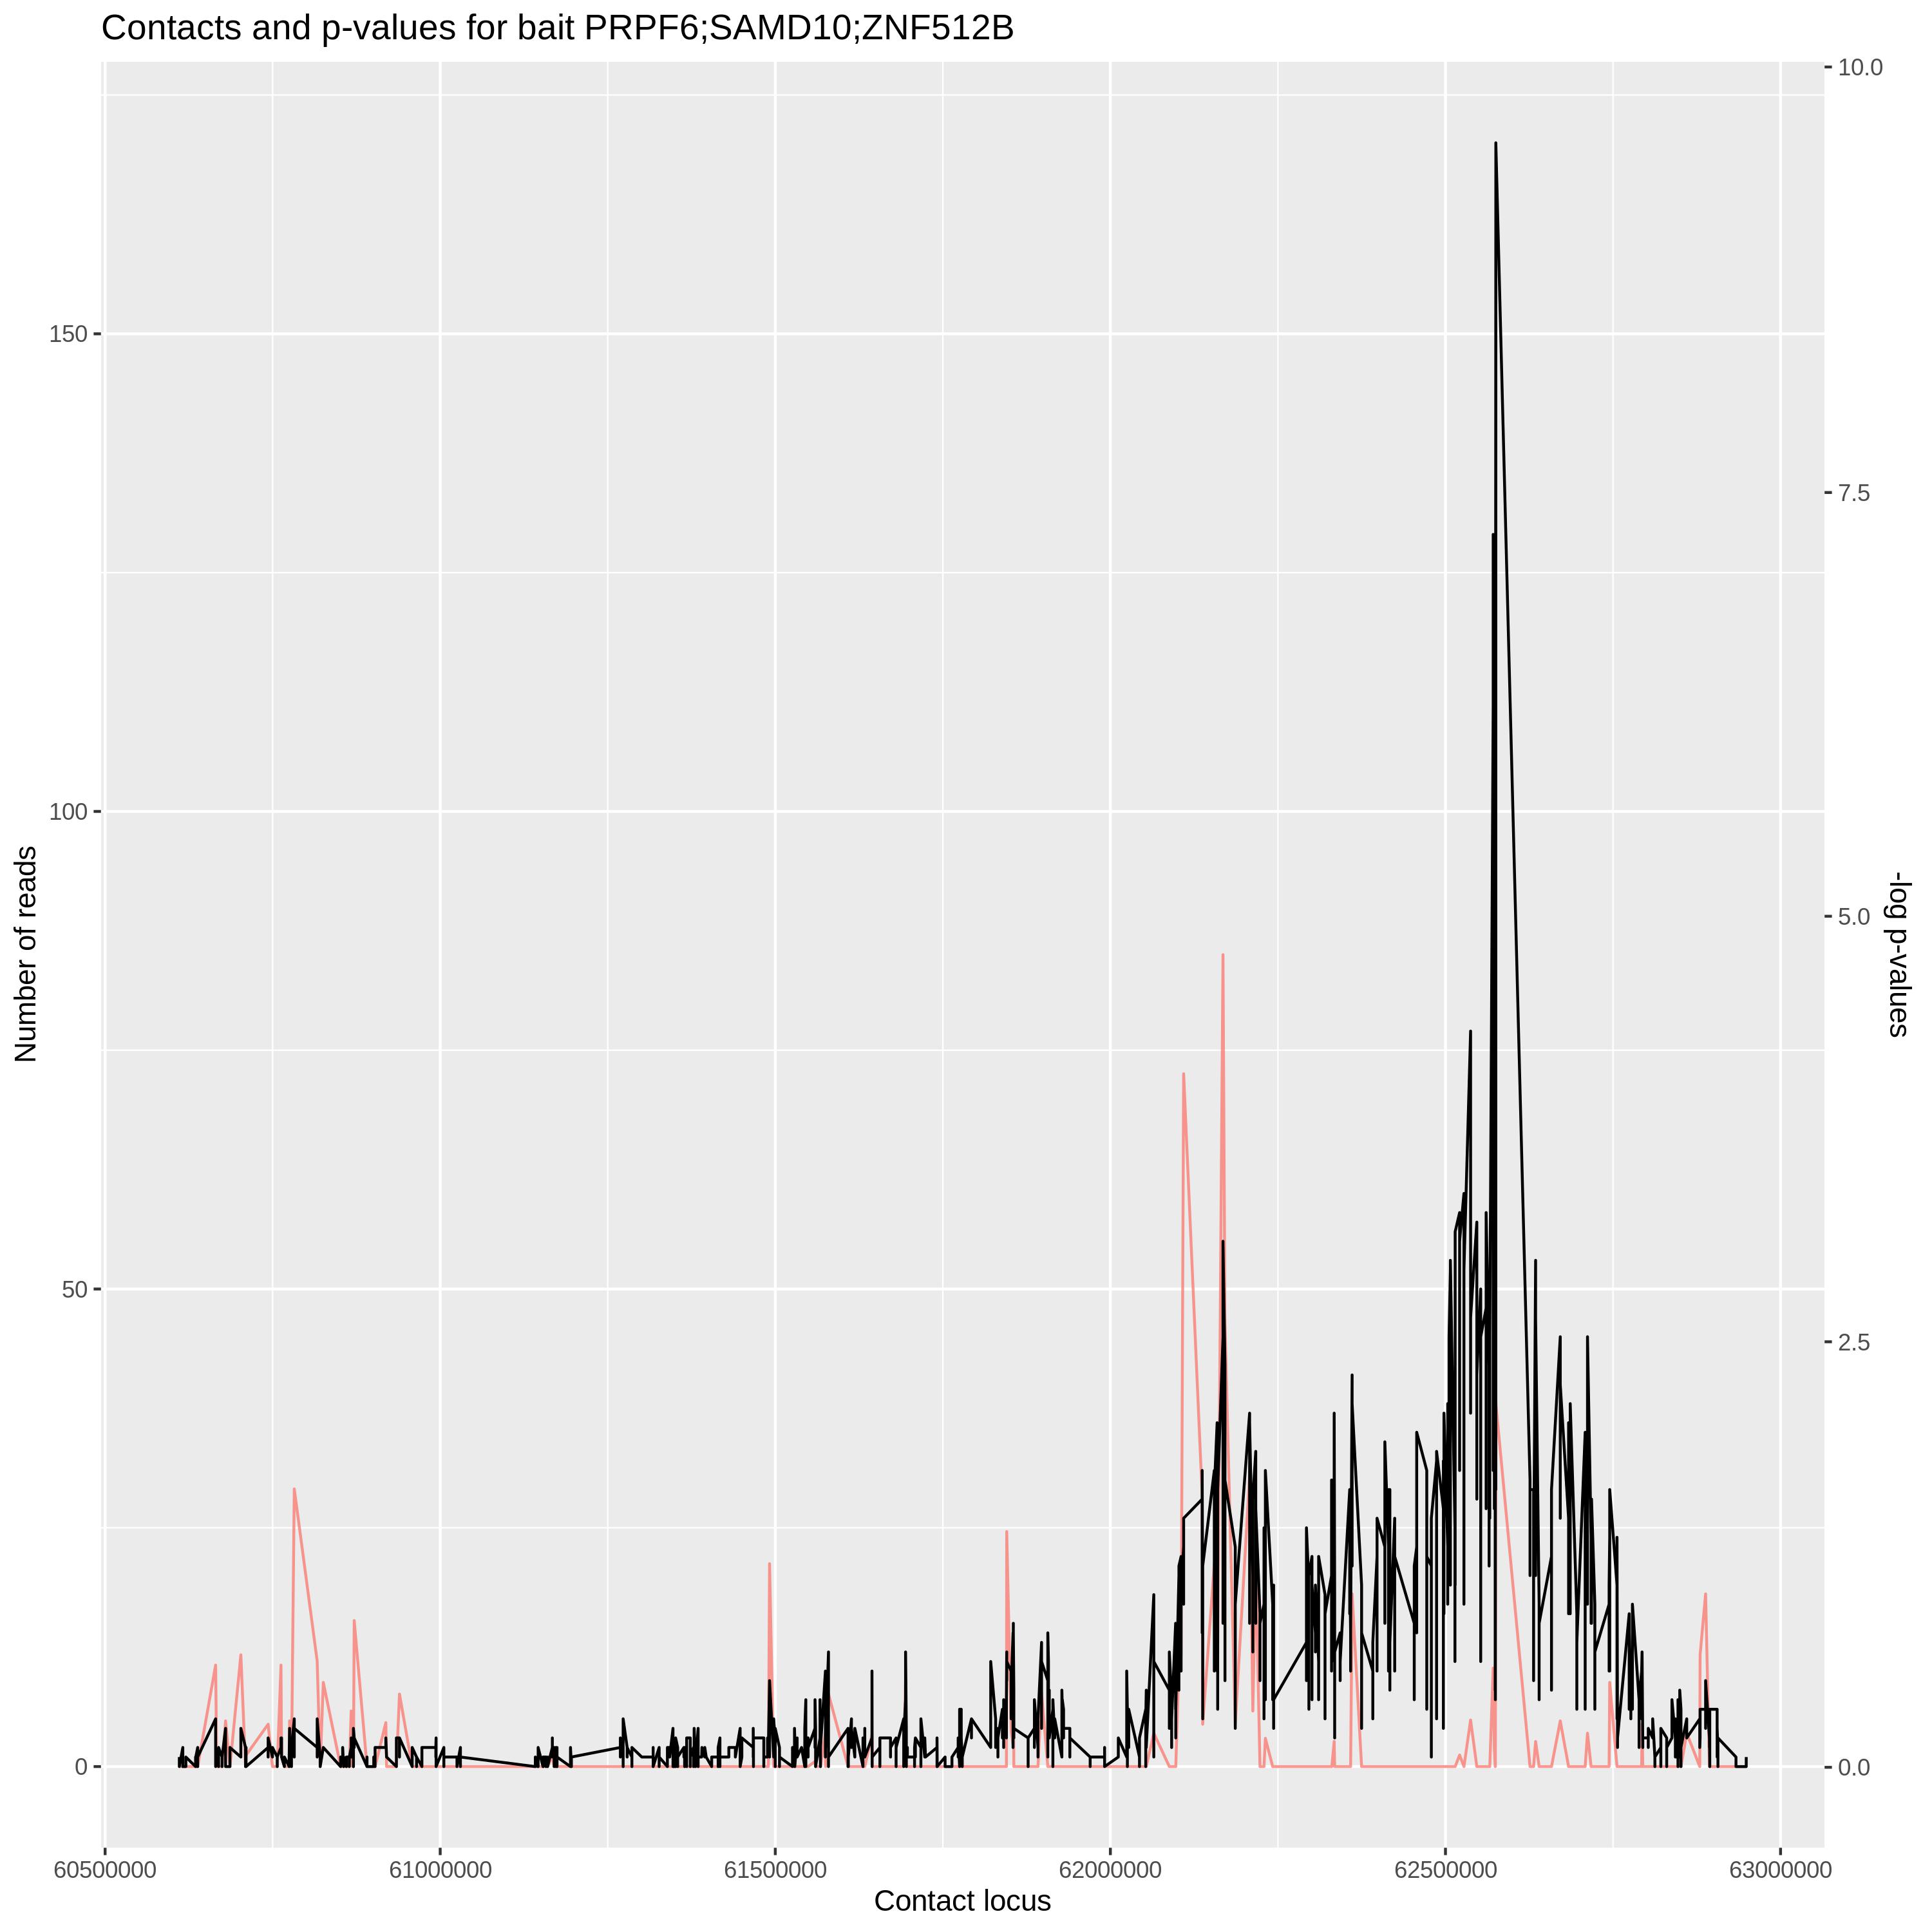 Contacts and p-values for bait PRPF6;SAMD10;ZNF512B
Number of reads
150
100
50
0
10.0
7.5
5.0
2.5
0.0
-log p-values
60500000 61000000 61500000 62000000 62500000 63000000
Contact locus